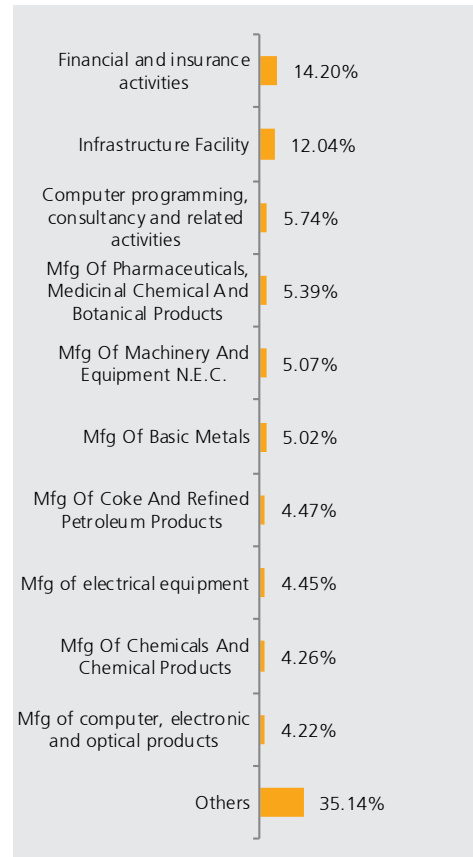 Financial and insurance
activities
14.20%
Infrastructure Facility
12.04%
Computer programming,
consultancy and related
activities
5.74%
Mfg Of Pharmaceuticals,
Medicinal Chemical And
Botanical Products
5.39%
Mfg Of Machinery And
Equipment N.E.C.
5.07%
Mfg Of Basic Metals
5.02%
Mfg Of Coke And Refined
Petroleum Products
4.47%
Mfg of electrical equipment
4.45%
Mfg Of Chemicals And
Chemical Products
4.26%
Mfg of computer, electronic
and optical products
4.22%
Others
35.14%